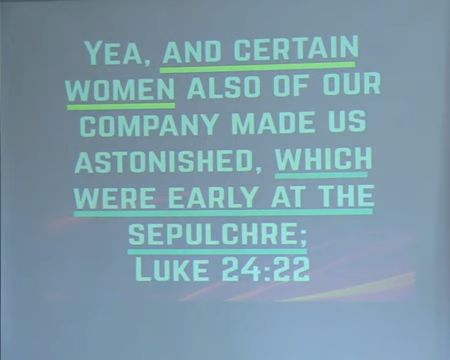 Yea, and certain
women also of our
company made us
astonished, which
were early at the
sepulchre;
Luke 24:22